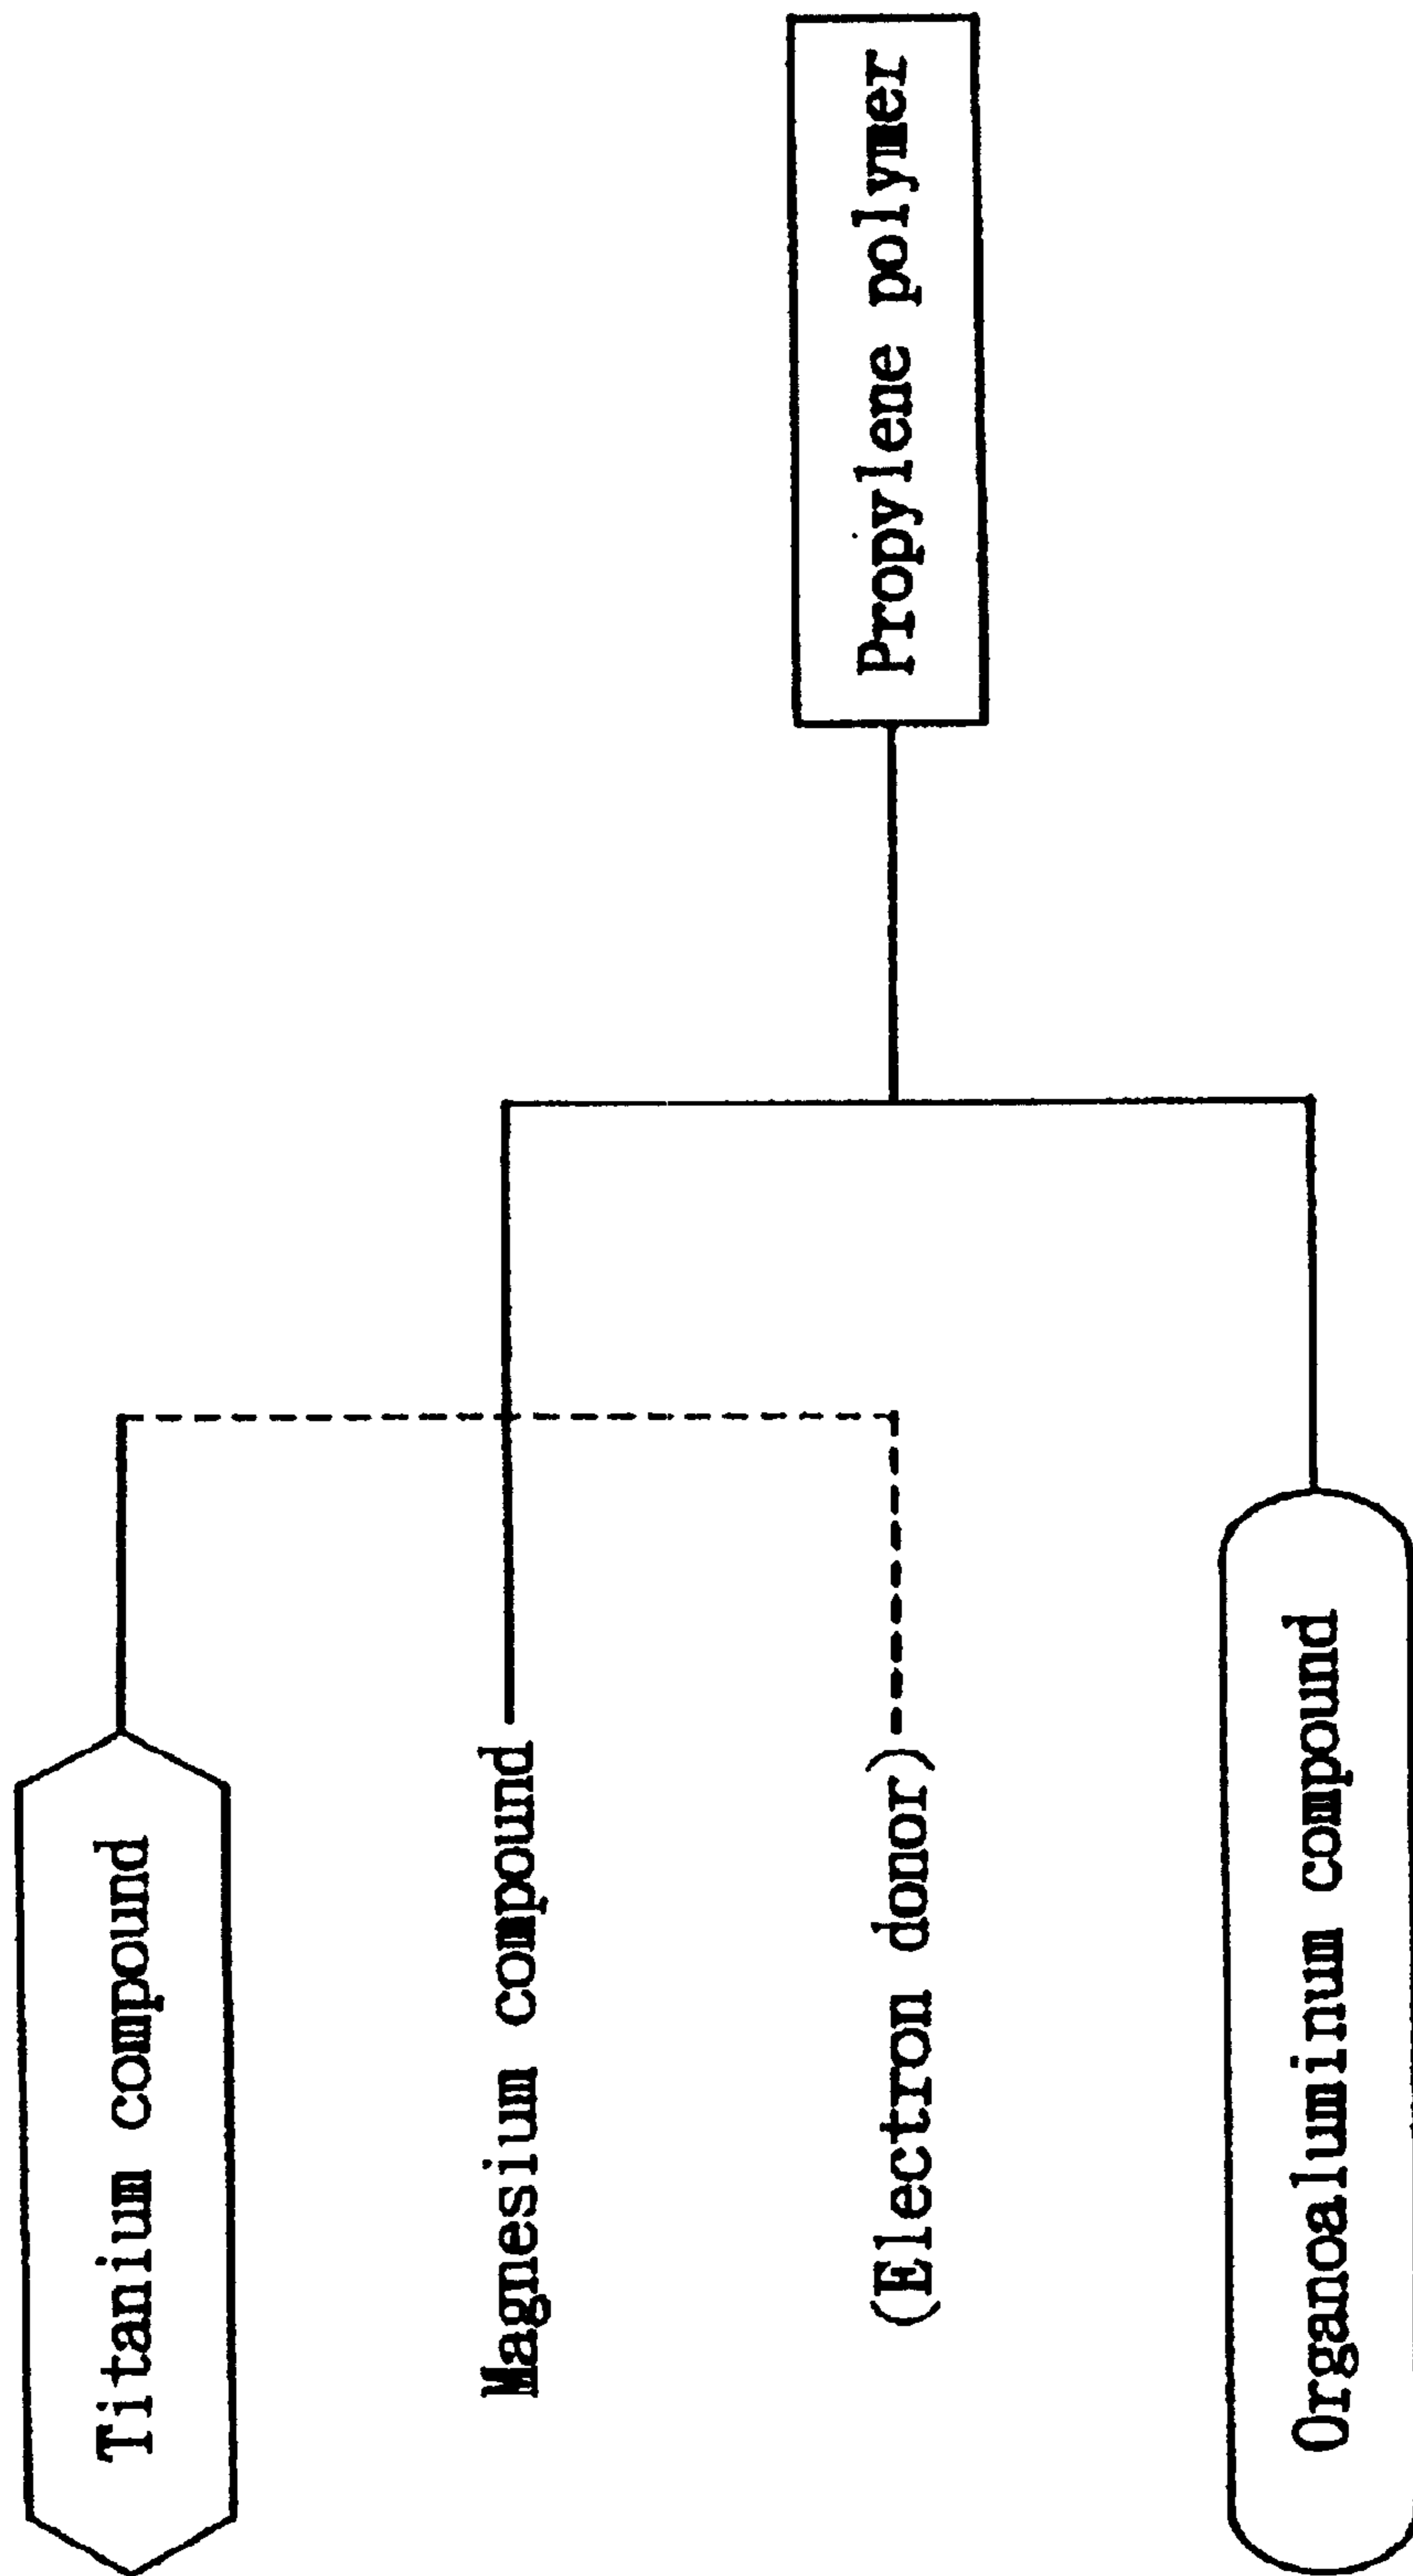 Titanium compound
Magnesium compound
(Electron donor)
Organoaluminum compound
Propylene polymer